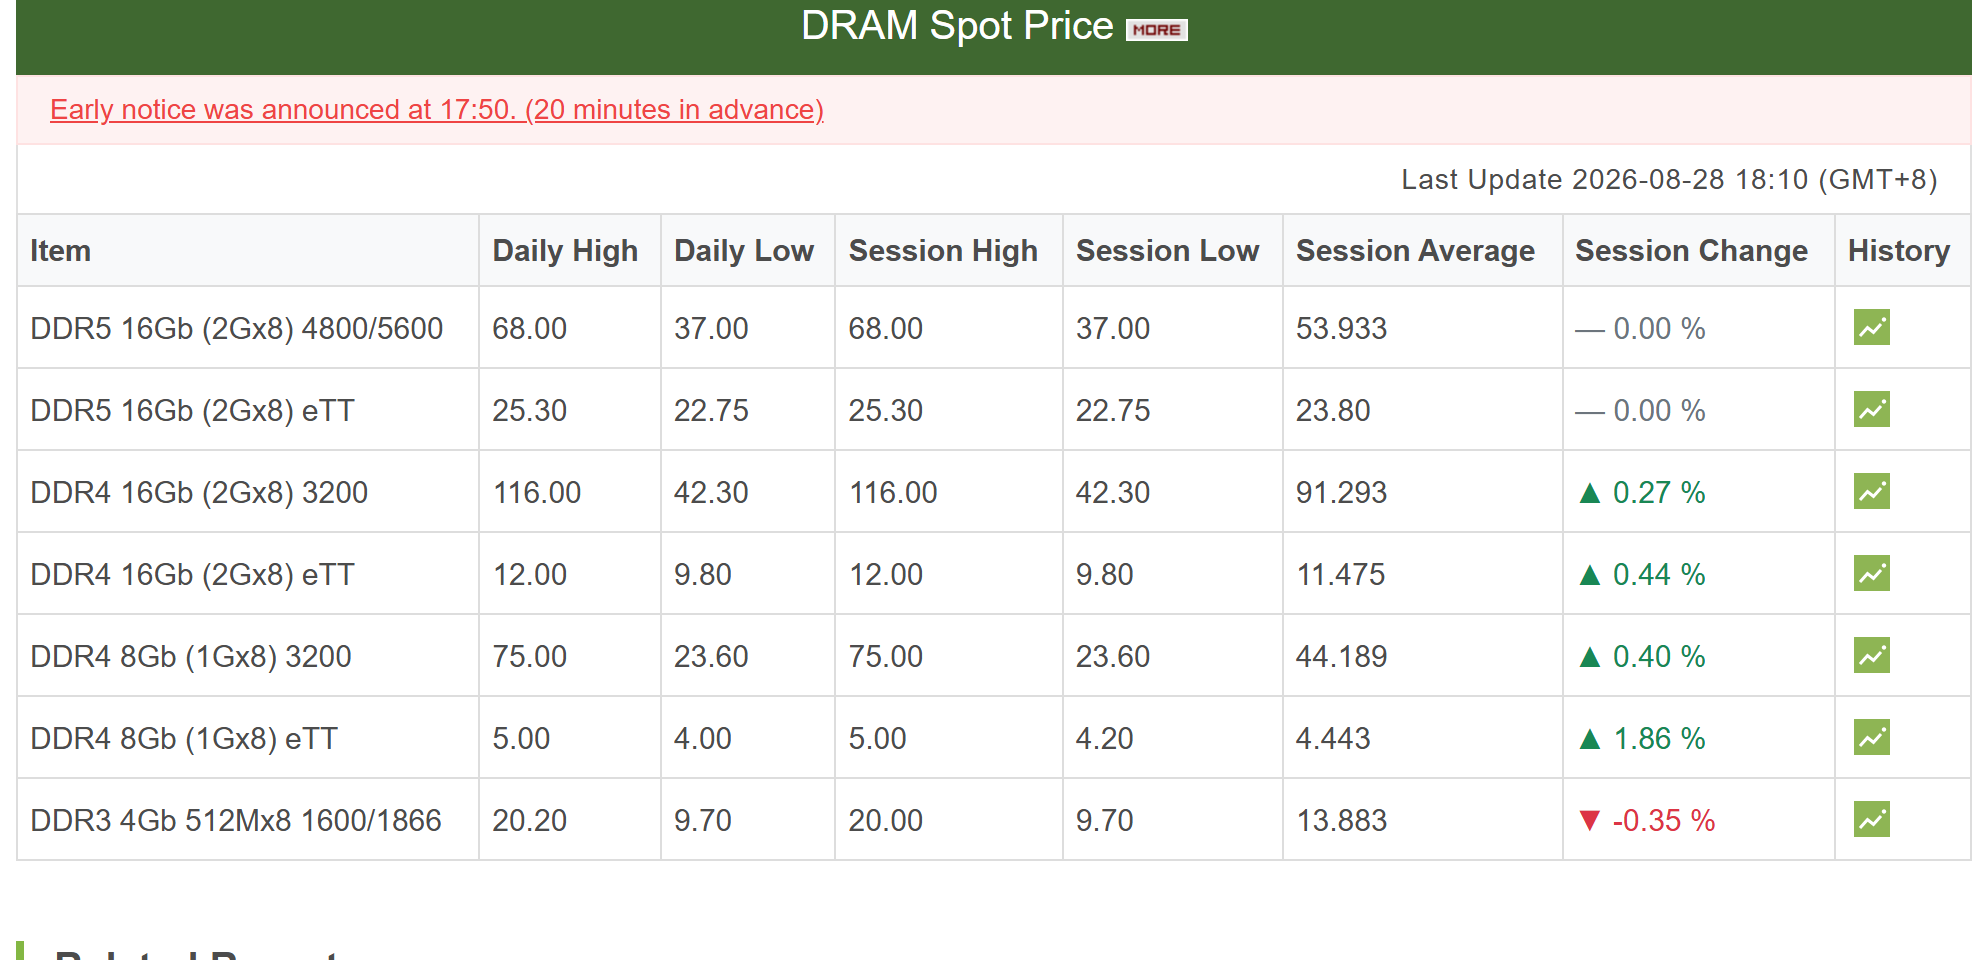 DRAM Spot Price MORE
Early notice was announced at 17:50. (20 minutes in advance)
Last Update 2026-08-28 18:10 (GMT+8)
Item Daily High Daily Low Session High Session Low Session Average Session Change History
DDR5 16Gb (2Gx8) 4800/5600 68.00 37.00 68.00 37.00 53.933 — 0.00 %
DDR5 16Gb (2Gx8) eTT 25.30 22.75 25.30 22.75 23.80 — 0.00 %
DDR4 16Gb (2Gx8) 3200 116.00 42.30 116.00 42.30 91.293 ▲ 0.27 %
DDR4 16Gb (2Gx8) eTT 12.00 9.80 12.00 9.80 11.475 ▲ 0.44 %
DDR4 8Gb (1Gx8) 3200 75.00 23.60 75.00 23.60 44.189 ▲ 0.40 %
DDR4 8Gb (1Gx8) eTT 5.00 4.00 5.00 4.20 4.443 ▲ 1.86 %
DDR3 4Gb 512Mx8 1600/1866 20.20 9.70 20.00 9.70 13.883 ▼ -0.35 %